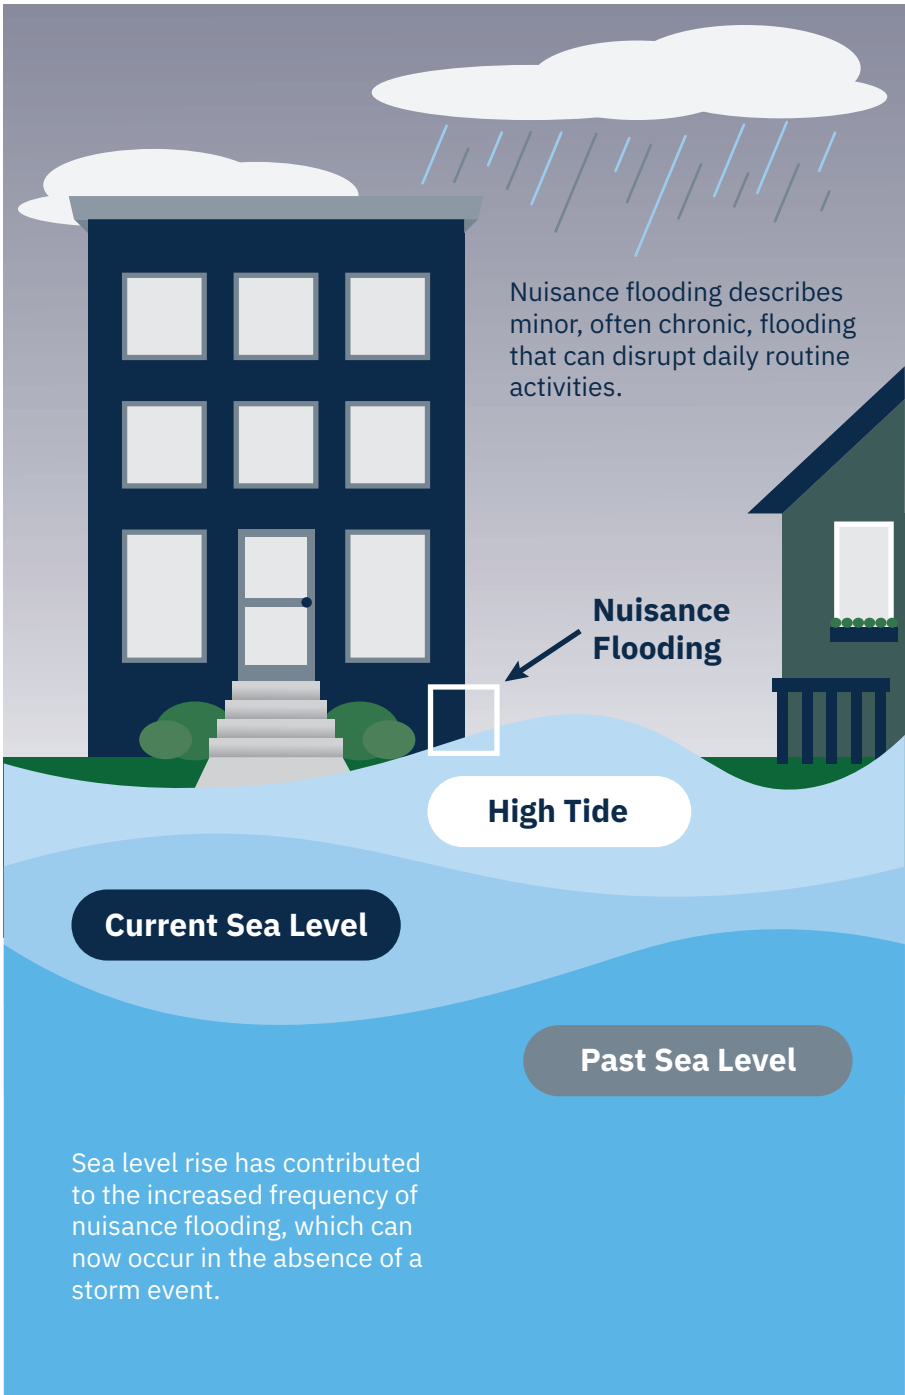 Nuisance flooding describes
minor, often chronic, flooding
that can disrupt daily routine
activities.
Nuisance
Flooding
High Tide
Current Sea Level
Past Sea Level
Sea level rise has contributed
to the increased frequency of
nuisance flooding, which can
now occur in the absence of a
storm event.